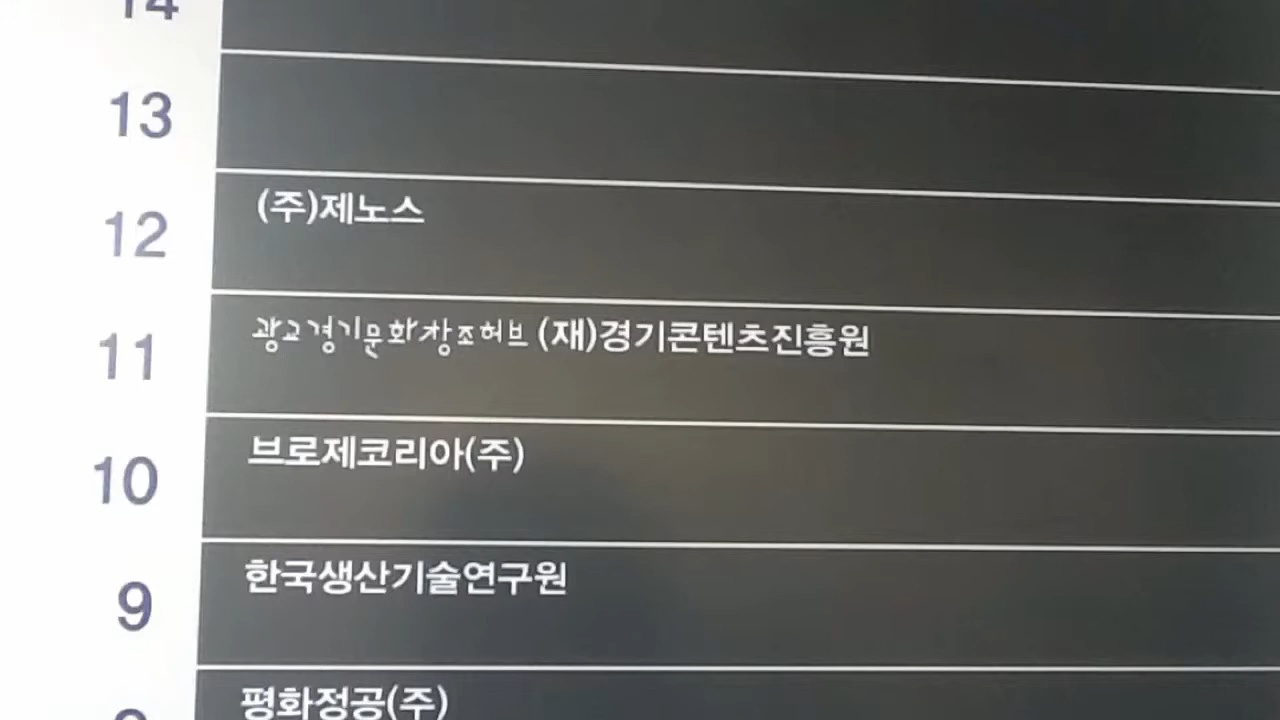 14
13
12 (주)제노스
11 광교경기문화창조허브 (재)경기콘텐츠진흥원
10 브로제코리아(주)
9 한국생산기술연구원
평화정공(주)